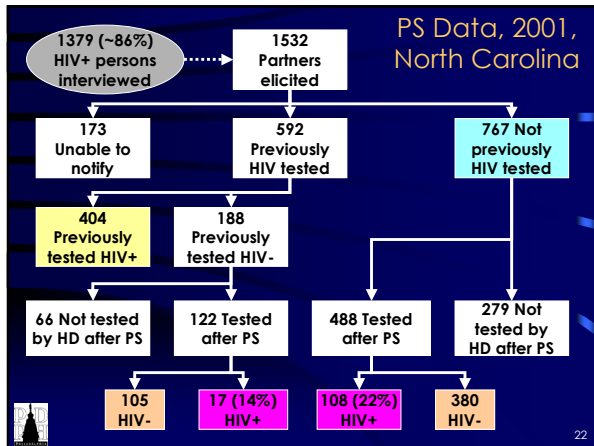 PS Data, 2001,
North Carolina
1379 (~86%)
HIV+ persons
interviewed
1532
Partners
elicited
173
Unable to
notify
592
Previously
HIV tested
767 Not
previously
HIV tested
404
Previously
tested HIV+
188
Previously
tested HIV-
66 Not tested
by HD after PS
122 Tested
after PS
488 Tested
after PS
279 Not
tested by
HD after PS
105
HIV-
17 (14%)
HIV+
108 (22%)
HIV+
380
HIV-
PHILADELPHIA
22